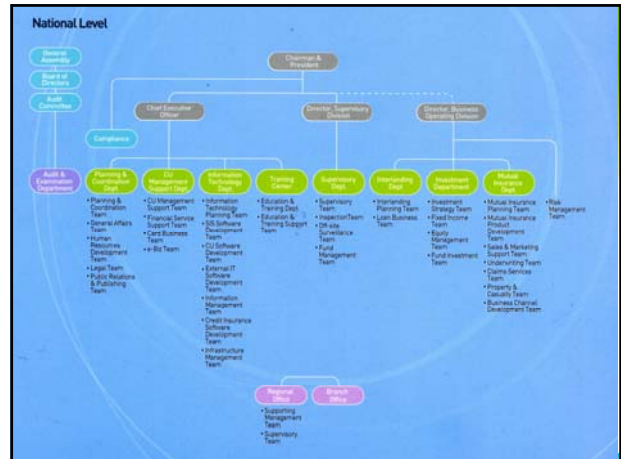 National Level
General
Assembly
Board of
Directors
Audit
Committee
Chairman &
President
Chief Executive
Officer
Director, Supervisory
Division
Director, Business
Operating Division
Compliance
Audit &
Examination
Department
Planning &
Coordination
Dept.
CU
Management
Support Dept.
Information
Technology
Dept.
Training
Center
Supervisory
Dept.
Interlanding
Dept
Investment
Department
Mutual
Insurance
Dept.
• Planning &
Coordination
Team
• General Affairs
Team
• Human
Resources
Development
Team
• Legal Team
• Public Relations
& Publishing
Team
• CU Management
Support Team
• Financial Service
Support Team
• Card Business
Team
• e-Biz Team
• Information
Technology
Planning Team
Software
Development
Team
• CU Software
Development
Team
• External IT
Software
Development
Team
• Information
Management
Team
• Credit Insurance
Software
Development
Team
• Infrastructure
Management
Team
• Education &
Training Dept.
• Education &
Training Support
Team
• Supervisory
Team
• Inspection Team
• Off-site
Surveillance
Team
• Fund
Management
Team
• Interlanding
Planning Team
• Loan Business
Team
• Investment
Strategy Team
• Fixed Income
Team
• Equity
Management
Team
• Fund Investment
Team
• Mutual Insurance
Planning Team
• Mutual Insurance
Product
Development
Team
• Sales & Marketing
Support Team
• Underwriting Team
• Claims Services
Team
• Property &
Casualty Team
• Business Channel
Development Team
• Risk
Management
Team
Regional
Office
Branch
Office
• Supporting
Management
Team
• Supervisory
Team